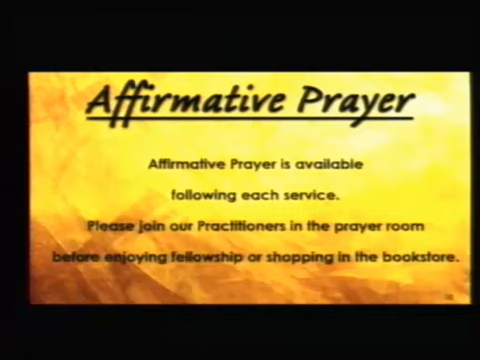 Affirmative Prayer
Affirmative Prayer is available
following each service.
Please join our Practitioners in the prayer room
before enjoying fellowship or shopping in the bookstore.